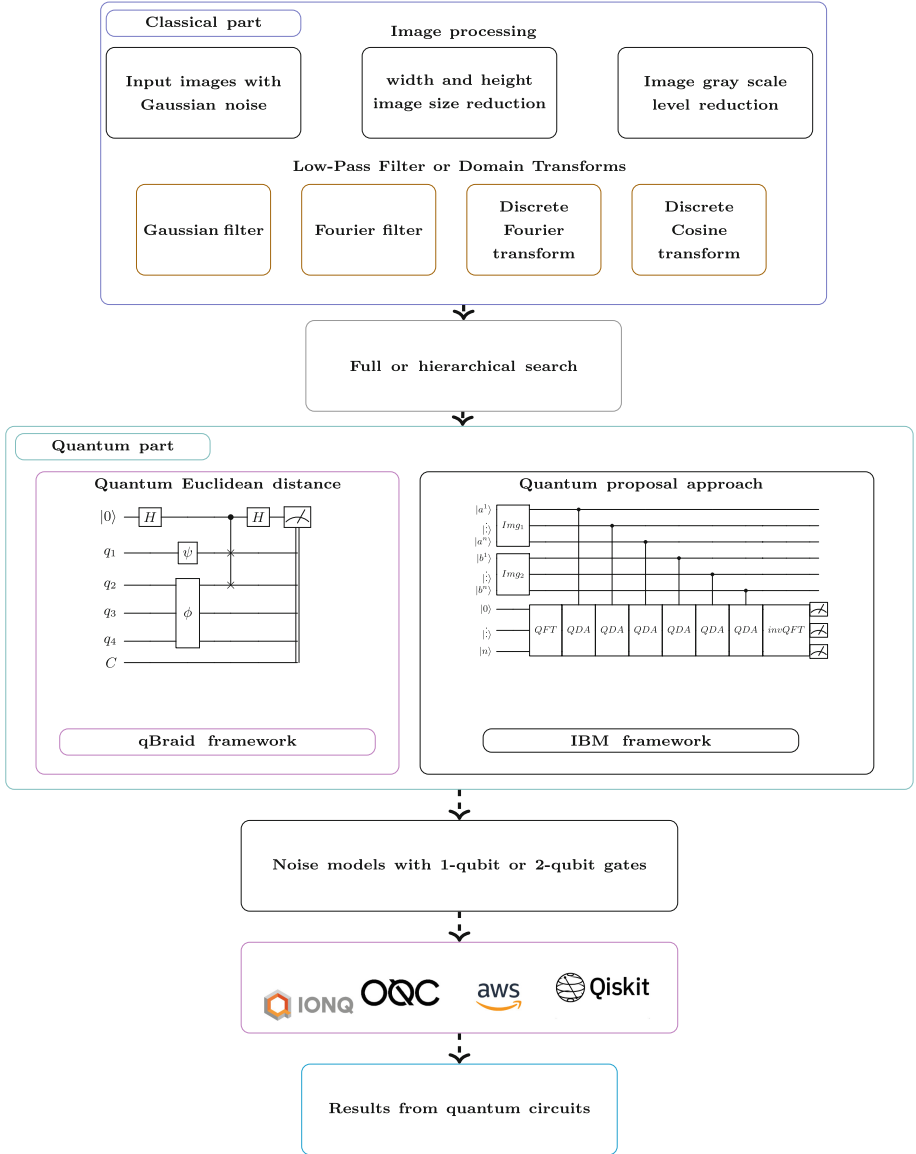 Classical part
Image processing
Input images with
Gaussian noise
width and height
image size reduction
Image gray scale
level reduction
Low-Pass Filter or Domain Transforms
Gaussian filter
Fourier filter
Discrete
Fourier
transform
Discrete
Cosine
transform
Full or hierarchical search
Quantum part
Quantum Euclidean distance
|0⟩ H H
q₁ ψ
q₂
q₃ ϕ
q₄
C
qBraid framework
Quantum proposal approach
|a¹⟩
|⋮⟩ Img₁
|aⁿ⟩
|b¹⟩
|⋮⟩ Img₂
|bⁿ⟩
|0⟩
|⋮⟩ QFT QDA QDA QDA QDA QDA QDA invQFT
|n⟩
IBM framework
Noise models with 1-qubit or 2-qubit gates
IONQ OQC aws Qiskit
Results from quantum circuits